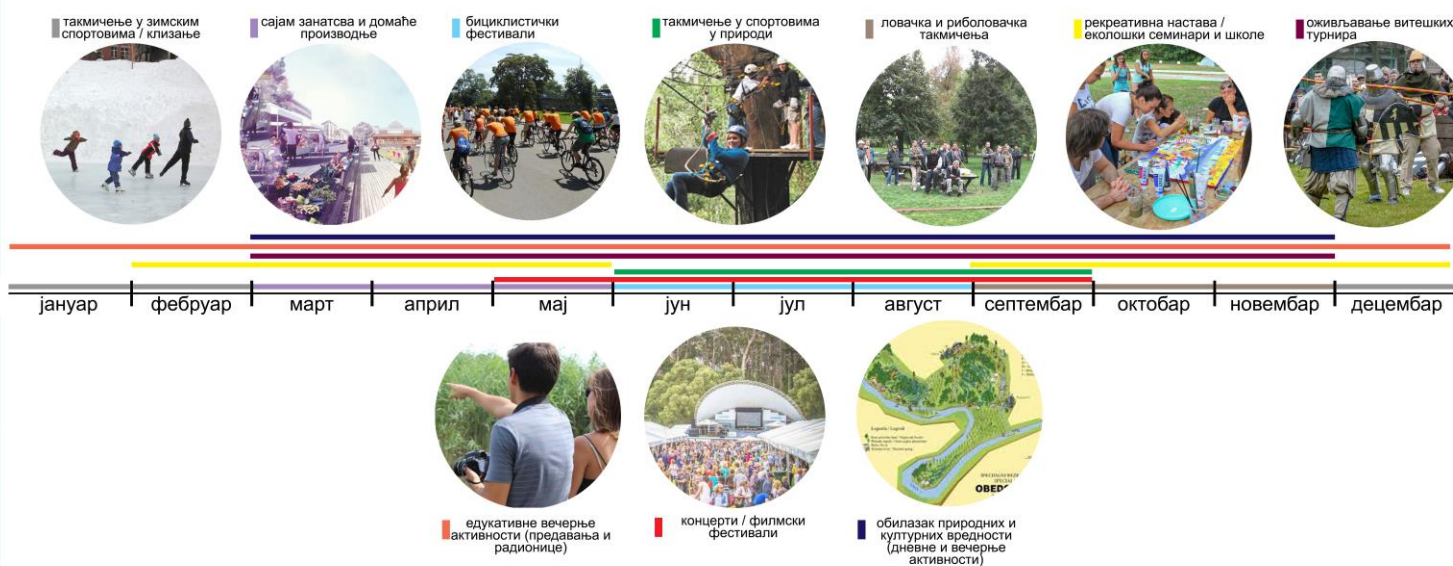 такмичење у зимским
спортовима / клизање
сајам занатсва и домаће
производње
бициклистички
фестивали
такмичење у спортовима
у природи
ловачка и риболовачка
такмичења
рекреативна настава /
еколошки семинари и школе
оживљавање витешких
турнира
јануар
фебруар
март
април
мај
јун
јул
август
септембар
октобар
новембар
децембар
едукативне вечерње
активности (предавања и
радионице)
концерти / филмски
фестивали
обилазак природних и
културних вредности
(дневне и вечерње
активности)